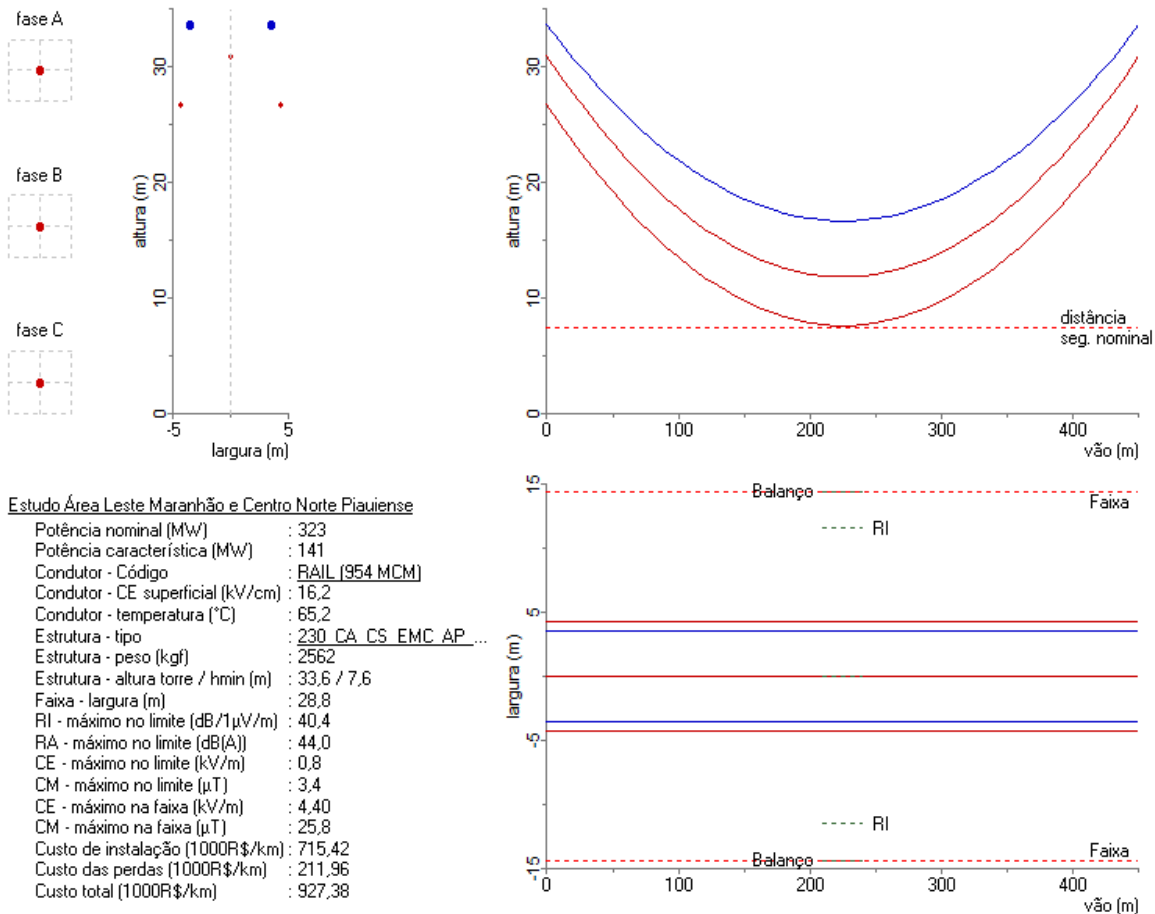 fase A
fase B
fase C
altura (m)
30
20
10
0
-5
5
largura (m)
altura (m)
30
20
10
0
distância
seg. nominal
0
100
200
300
400
vão (m)
Estudo Área Leste Maranhão e Centro Norte Piauiense
Potência nominal (MW) : 323
Potência característica (MW) : 141
Condutor - Código : RAIL (954 MCM)
Condutor - CE superficial (kV/cm) : 16,2
Condutor - temperatura (°C) : 65,2
Estrutura - tipo : 230_CA_CS_EMC_AP_...
Estrutura - peso (kgf) : 2562
Estrutura - altura torre / hmin (m) : 33,6 / 7,6
Faixa - largura (m) : 28,8
RI - máximo no limite (dB/1µV/m) : 40,4
RA - máximo no limite (dB(A)) : 44,0
CE - máximo no limite (kV/m) : 0,8
CM - máximo no limite (µT) : 3,4
CE - máximo na faixa (kV/m) : 4,40
CM - máximo na faixa (µT) : 25,8
Custo de instalação (1000R$/km) : 715,42
Custo das perdas (1000R$/km) : 211,96
Custo total (1000R$/km) : 927,38
largura (m)
15
5
-5
-15
Balanço
Faixa
RI
RI
Balanço
Faixa
0
100
200
300
400
vão (m)